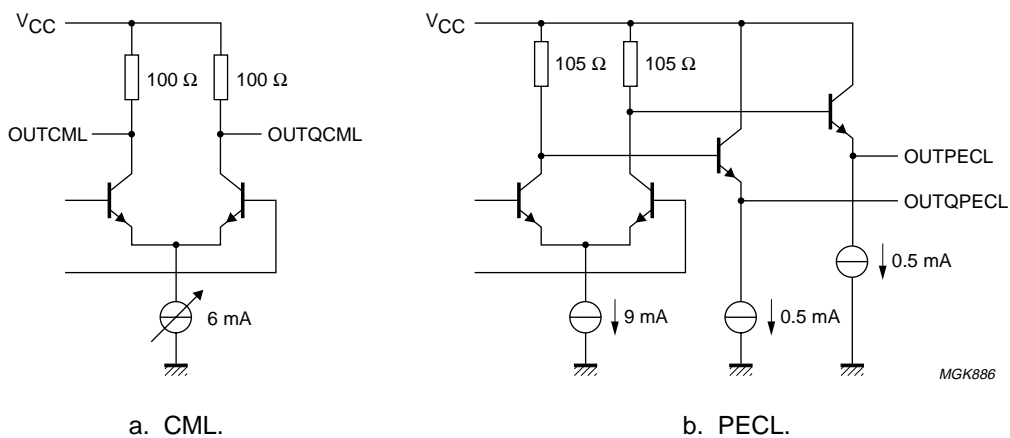 VCC
100 Ω
100 Ω
OUTCML
OUTQCML
6 mA
a. CML.
VCC
105 Ω
105 Ω
OUTPECL
OUTQPECL
0.5 mA
9 mA
0.5 mA
MGK886
b. PECL.